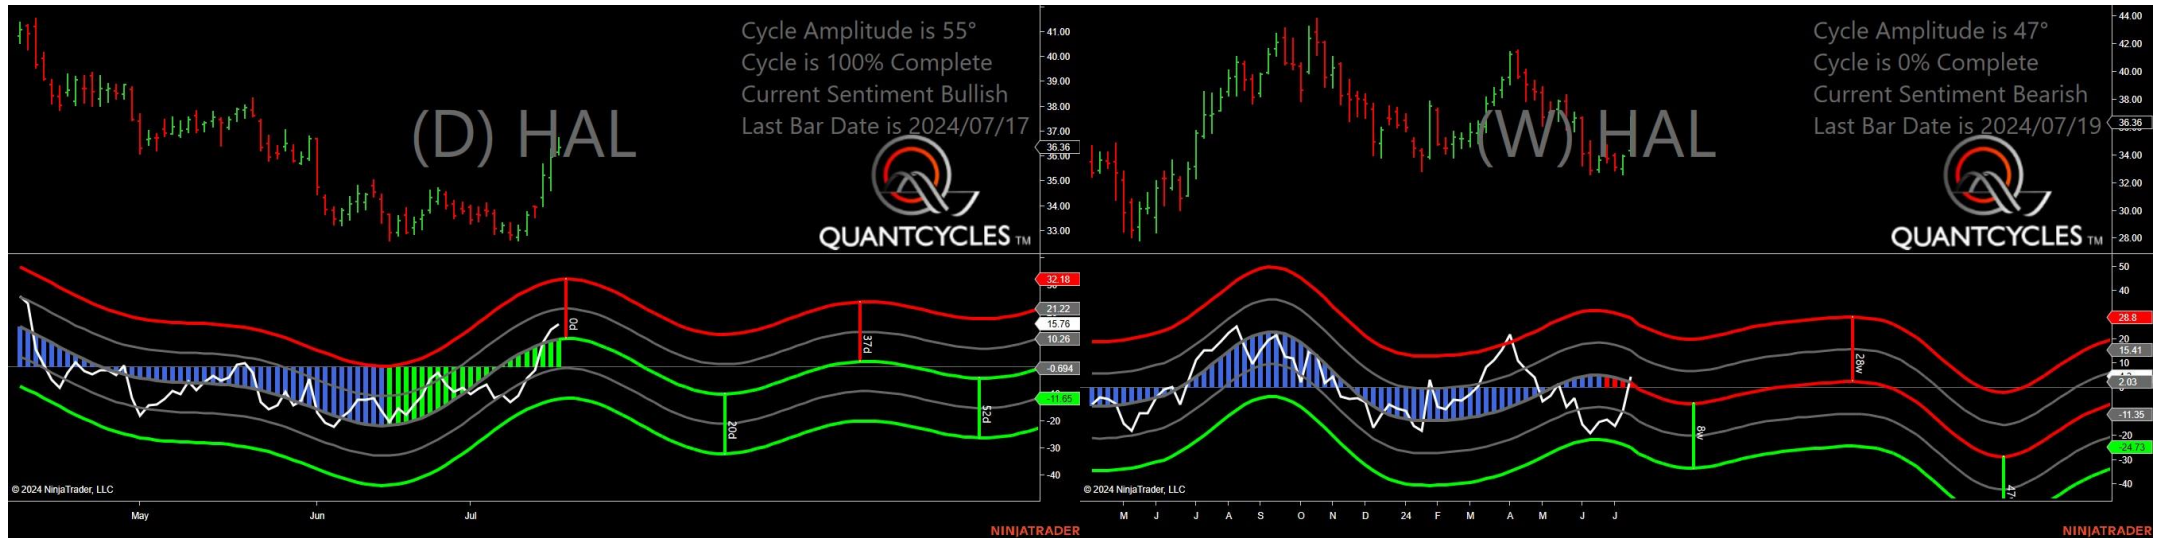 Cycle Amplitude is 55°
Cycle is 100% Complete
Current Sentiment Bullish
Last Bar Date is 2024/07/17
(D) HAL
QUANTCYCLES TM
41.00
40.00
39.00
38.00
37.00
36.36
36.00
35.00
34.00
33.00
32.18
21.22
15.76
10.26
-0.694
-11.65
-20
-30
-40
0d
20d
37d
52d
© 2024 NinjaTrader, LLC
May Jun Jul
NINJATRADER
Cycle Amplitude is 47°
Cycle is 0% Complete
Current Sentiment Bearish
Last Bar Date is 2024/07/19
(W) HAL
QUANTCYCLES TM
44.00
42.00
40.00
38.00
36.36
34.00
32.00
30.00
28.00
50
40
28.8
20
15.41
10
2.03
-11.35
-20
-24.73
-30
-40
8w
28w
47
© 2024 NinjaTrader, LLC
M J J A S O N D 24 F M A M J J
NINJATRADER